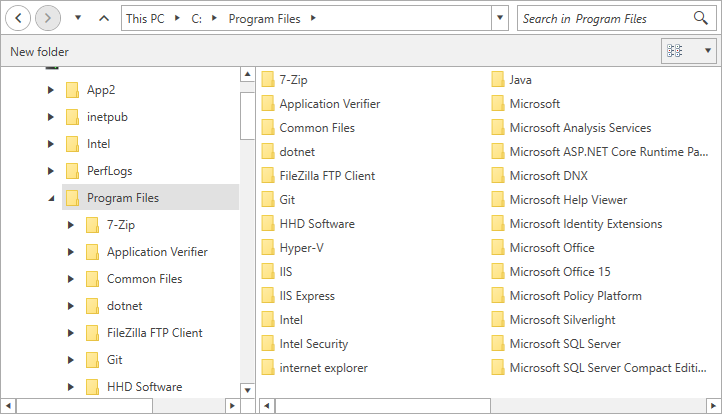 This PC C: Program Files
Search in Program Files
New folder
App2
inetpub
Intel
PerfLogs
Program Files
7-Zip
Application Verifier
Common Files
dotnet
FileZilla FTP Client
Git
HHD Software
7-Zip
Application Verifier
Common Files
dotnet
FileZilla FTP Client
Git
HHD Software
Hyper-V
IIS
IIS Express
Intel
Intel Security
internet explorer
Java
Microsoft
Microsoft Analysis Services
Microsoft ASP.NET Core Runtime Pa...
Microsoft DNX
Microsoft Help Viewer
Microsoft Identity Extensions
Microsoft Office
Microsoft Office 15
Microsoft Policy Platform
Microsoft Silverlight
Microsoft SQL Server
Microsoft SQL Server Compact Editi...